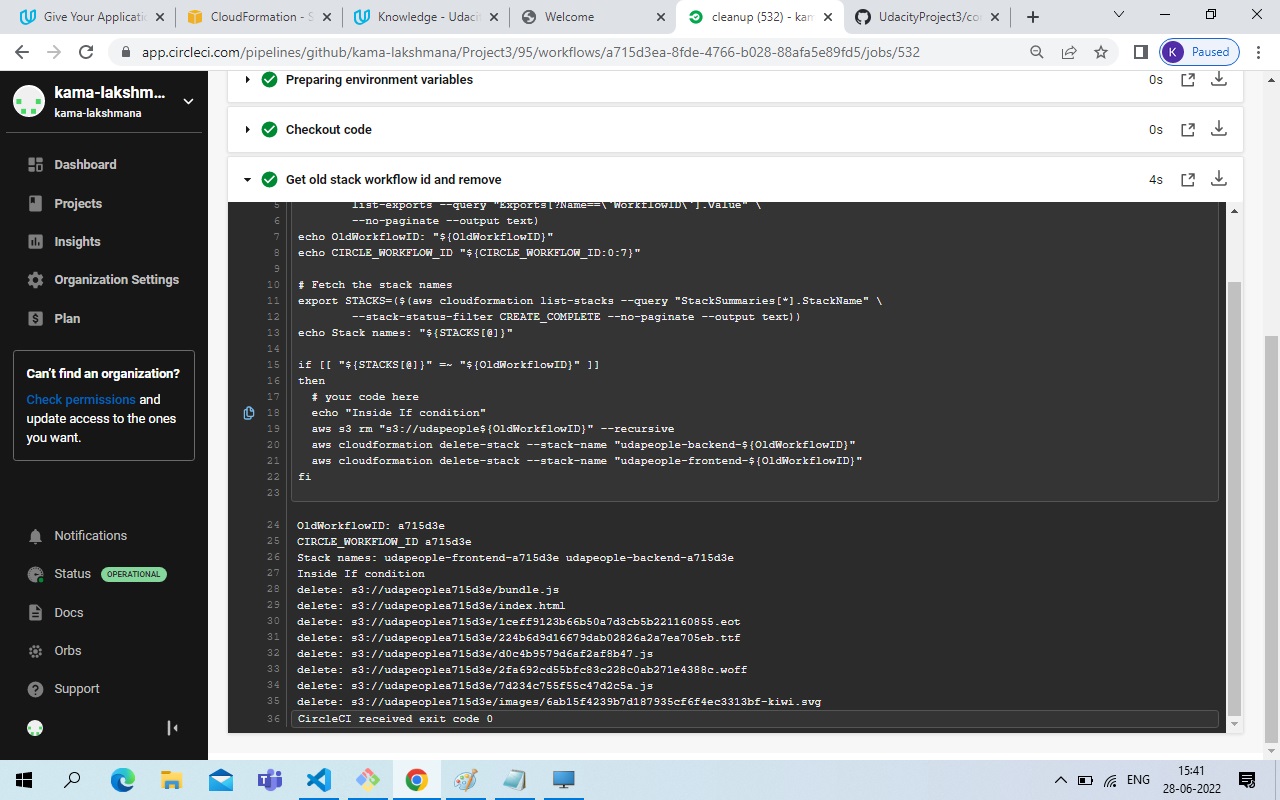 Give Your Applicatio
CloudFormation - S
Knowledge - Udaci
Welcome
cleanup (532) - kam
UdacityProject3/co
app.circleci.com/pipelines/github/kama-lakshmana/Project3/95/workflows/a715d3ea-8fde-4766-b028-88afa5e89fd5/jobs/532
K Paused
kama-lakshm...
kama-lakshmana
Dashboard
Projects
Insights
Organization Settings
Plan
Can't find an organization?
Check permissions and
update access to the ones
you want.
Notifications
Status OPERATIONAL
Docs
Orbs
Support
Preparing environment variables 0s
Checkout code 0s
Get old stack workflow id and remove 4s
5 list-exports --query "Exports[?Name==\`WorkflowID\`].Value" \
6 --no-paginate --output text)
7 echo OldWorkflowID: "${OldWorkflowID}"
8 echo CIRCLE_WORKFLOW_ID "${CIRCLE_WORKFLOW_ID:0:7}"
9
10 # Fetch the stack names
11 export STACKS=($(aws cloudformation list-stacks --query "StackSummaries[*].StackName" \
12 --stack-status-filter CREATE_COMPLETE --no-paginate --output text))
13 echo Stack names: "${STACKS[@]}"
14
15 if [[ "${STACKS[@]}" =~ "${OldWorkflowID}" ]]
16 then
17 # your code here
18 echo "Inside If condition"
19 aws s3 rm "s3://udapeople${OldWorkflowID}" --recursive
20 aws cloudformation delete-stack --stack-name "udapeople-backend-${OldWorkflowID}"
21 aws cloudformation delete-stack --stack-name "udapeople-frontend-${OldWorkflowID}"
22 fi
23
24 OldWorkflowID: a715d3e
25 CIRCLE_WORKFLOW_ID a715d3e
26 Stack names: udapeople-frontend-a715d3e udapeople-backend-a715d3e
27 Inside If condition
28 delete: s3://udapeoplea715d3e/bundle.js
29 delete: s3://udapeoplea715d3e/index.html
30 delete: s3://udapeoplea715d3e/1ceff9123b66b50a7d3cb5b221160855.eot
31 delete: s3://udapeoplea715d3e/224b6d9d16679dab02826a2a7ea705eb.ttf
32 delete: s3://udapeoplea715d3e/d0c4b9579d6af2af8b47.js
33 delete: s3://udapeoplea715d3e/2fa692cd55bfc83c228c0ab271e4388c.woff
34 delete: s3://udapeoplea715d3e/7d234c755f55c47d2c5a.js
35 delete: s3://udapeoplea715d3e/images/6ab15f4239b7d187935cf6f4ec3313bf-kiwi.svg
36 CircleCI received exit code 0
ENG
15:41
28-06-2022